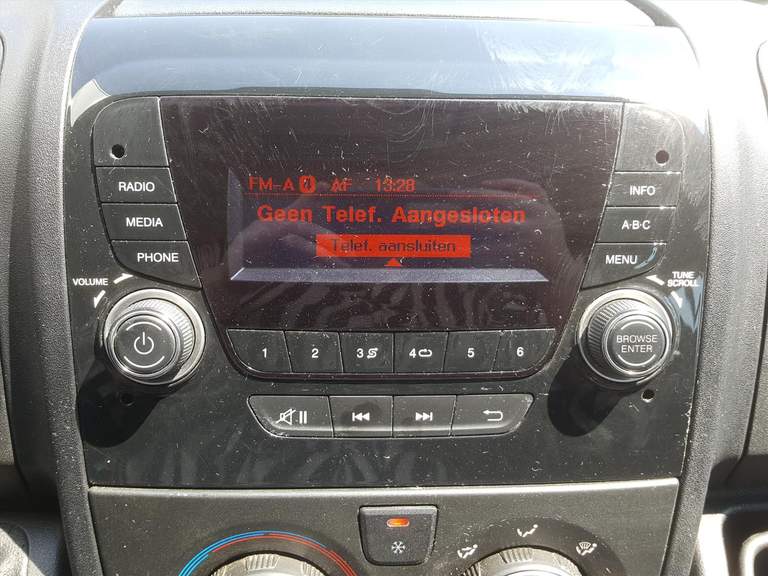 FM-A 1 AF 13:28
Geen Telef. Aangesloten
Telef. aansluiten
RADIO
MEDIA
PHONE
VOLUME
INFO
A·B·C
MENU
TUNE
SCROLL
BROWSE
ENTER
1 2 3 4 5 6